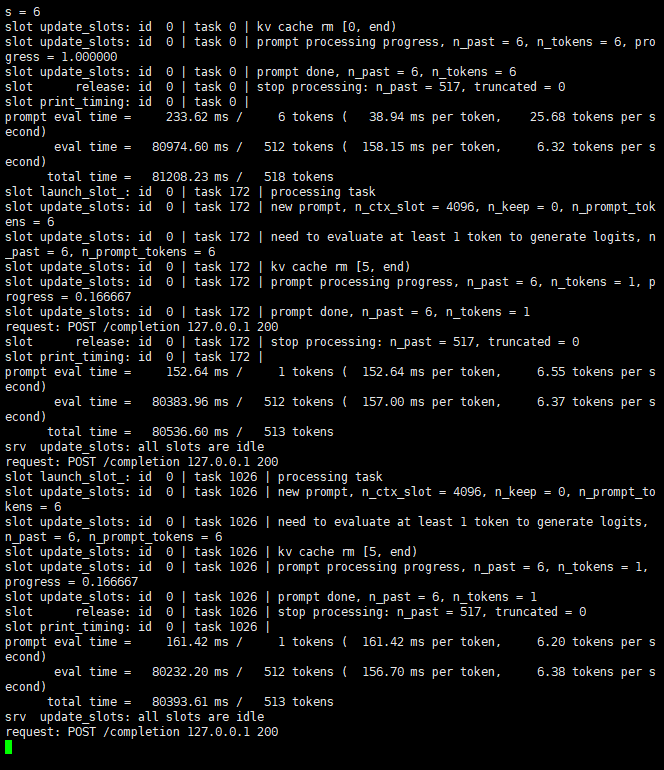 s = 6
slot update_slots: id  0 | task 0 | kv cache rm [0, end)
slot update_slots: id  0 | task 0 | prompt processing progress, n_past = 6, n_tokens = 6, pro
gress = 1.000000
slot update_slots: id  0 | task 0 | prompt done, n_past = 6, n_tokens = 6
slot      release: id  0 | task 0 | stop processing: n_past = 517, truncated = 0
slot print_timing: id  0 | task 0 |
prompt eval time =     233.62 ms /     6 tokens (   38.94 ms per token,    25.68 tokens per s
econd)
       eval time =   80974.60 ms /   512 tokens (  158.15 ms per token,     6.32 tokens per s
econd)
      total time =   81208.23 ms /   518 tokens
slot launch_slot_: id  0 | task 172 | processing task
slot update_slots: id  0 | task 172 | new prompt, n_ctx_slot = 4096, n_keep = 0, n_prompt_tok
ens = 6
slot update_slots: id  0 | task 172 | need to evaluate at least 1 token to generate logits, n
_past = 6, n_prompt_tokens = 6
slot update_slots: id  0 | task 172 | kv cache rm [5, end)
slot update_slots: id  0 | task 172 | prompt processing progress, n_past = 6, n_tokens = 1, p
rogress = 0.166667
slot update_slots: id  0 | task 172 | prompt done, n_past = 6, n_tokens = 1
request: POST /completion 127.0.0.1 200
slot      release: id  0 | task 172 | stop processing: n_past = 517, truncated = 0
slot print_timing: id  0 | task 172 |
prompt eval time =     152.64 ms /     1 tokens (  152.64 ms per token,     6.55 tokens per s
econd)
       eval time =   80383.96 ms /   512 tokens (  157.00 ms per token,     6.37 tokens per s
econd)
      total time =   80536.60 ms /   513 tokens
srv  update_slots: all slots are idle
request: POST /completion 127.0.0.1 200
slot launch_slot_: id  0 | task 1026 | processing task
slot update_slots: id  0 | task 1026 | new prompt, n_ctx_slot = 4096, n_keep = 0, n_prompt_to
kens = 6
slot update_slots: id  0 | task 1026 | need to evaluate at least 1 token to generate logits,
n_past = 6, n_prompt_tokens = 6
slot update_slots: id  0 | task 1026 | kv cache rm [5, end)
slot update_slots: id  0 | task 1026 | prompt processing progress, n_past = 6, n_tokens = 1,
progress = 0.166667
slot update_slots: id  0 | task 1026 | prompt done, n_past = 6, n_tokens = 1
slot      release: id  0 | task 1026 | stop processing: n_past = 517, truncated = 0
slot print_timing: id  0 | task 1026 |
prompt eval time =     161.42 ms /     1 tokens (  161.42 ms per token,     6.20 tokens per s
econd)
       eval time =   80232.20 ms /   512 tokens (  156.70 ms per token,     6.38 tokens per s
econd)
      total time =   80393.61 ms /   513 tokens
srv  update_slots: all slots are idle
request: POST /completion 127.0.0.1 200